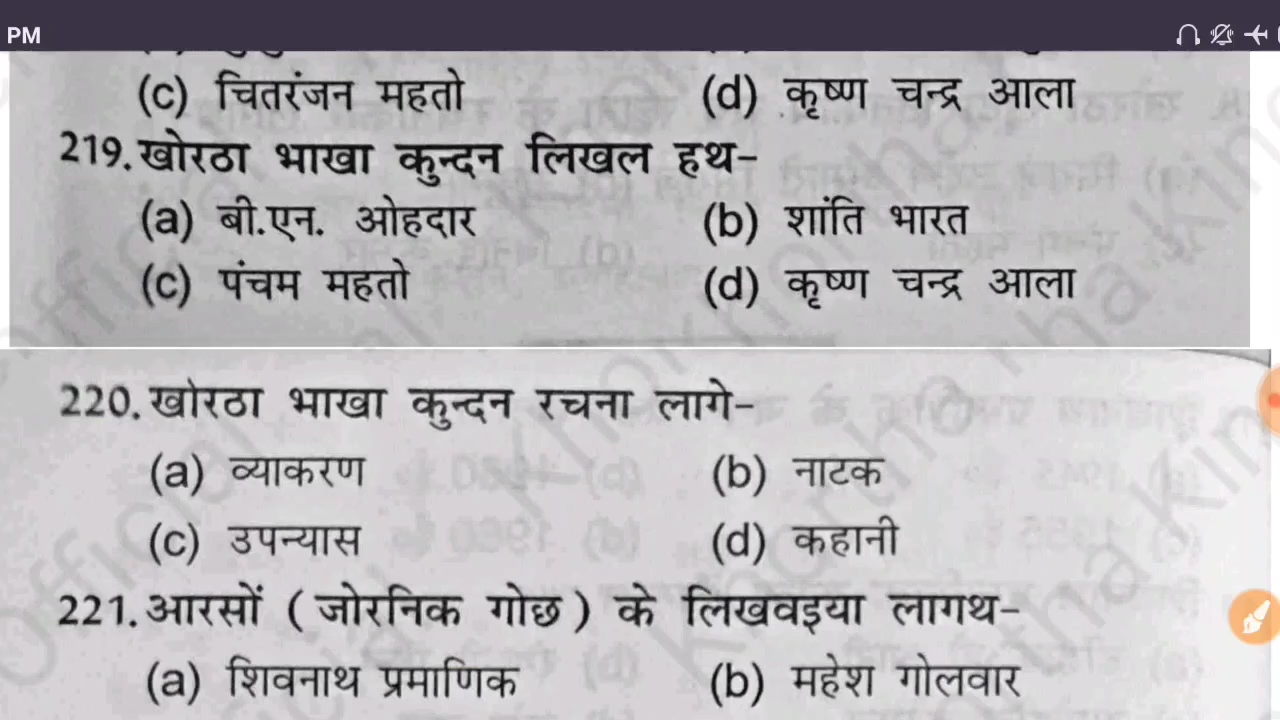 PM
(c) चितरंजन महतो (d) कृष्ण चन्द्र आला
219. खोरठा भाखा कुन्दन लिखल हथ-
(a) बी.एन. ओहदार (b) शांति भारत
(c) पंचम महतो (d) कृष्ण चन्द्र आला
220. खोरठा भाखा कुन्दन रचना लागे-
(a) व्याकरण (b) नाटक
(c) उपन्यास (d) कहानी
221. आरसों (जोरनिक गोछ) के लिखवइया लागथ-
(a) शिवनाथ प्रमाणिक (b) महेश गोलवार